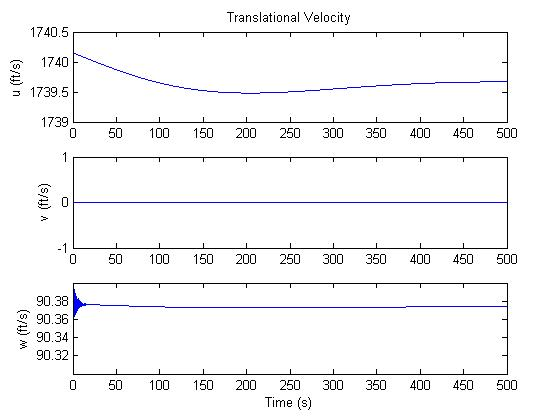 Translational Velocity
1740.5
1740
1739.5
1739
u (ft/s)
0 50 100 150 200 250 300 350 400 450 500
1
0
-1
v (ft/s)
0 50 100 150 200 250 300 350 400 450 500
90.38
90.36
90.34
90.32
w (ft/s)
0 50 100 150 200 250 300 350 400 450 500
Time (s)